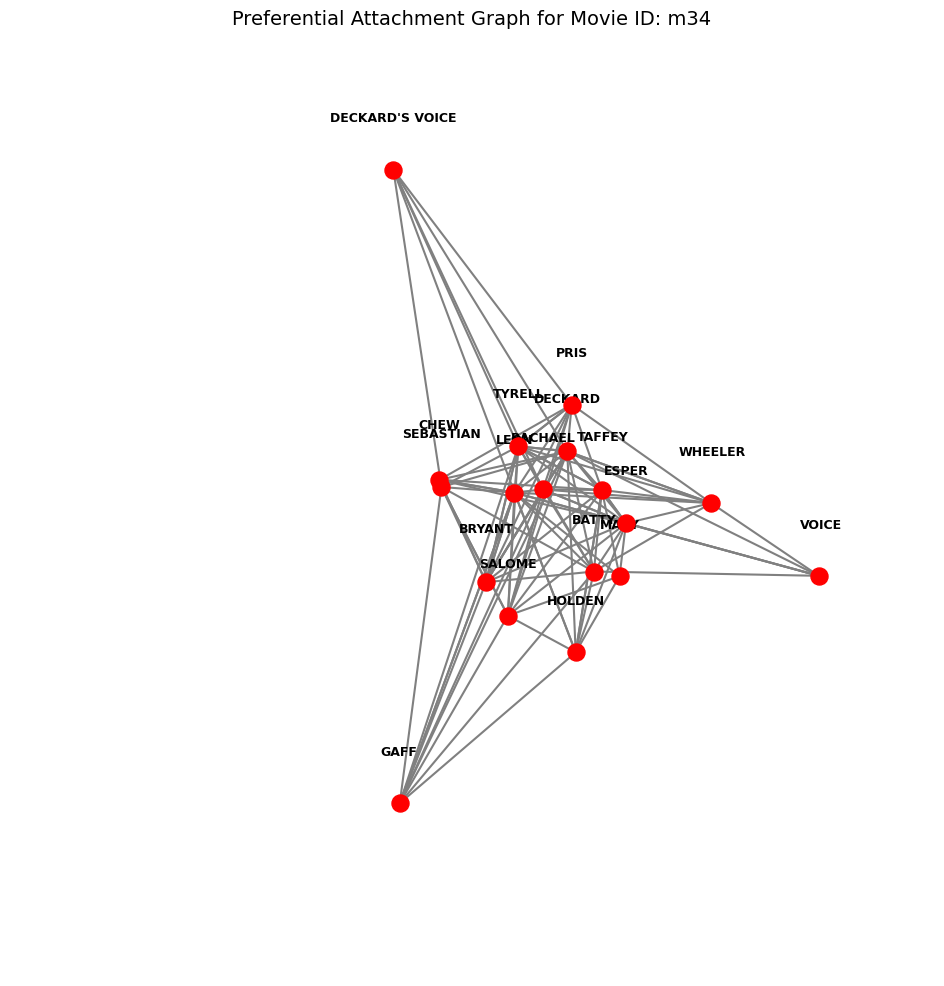 Preferential Attachment Graph for Movie ID: m34
DECKARD'S VOICE
PRIS
TYRELL
DECKARD
CHEW
SEBASTIAN
LEON
RACHAEL
TAFFEY
WHEELER
ESPER
BATTY
MARY
VOICE
BRYANT
SALOME
HOLDEN
GAFF